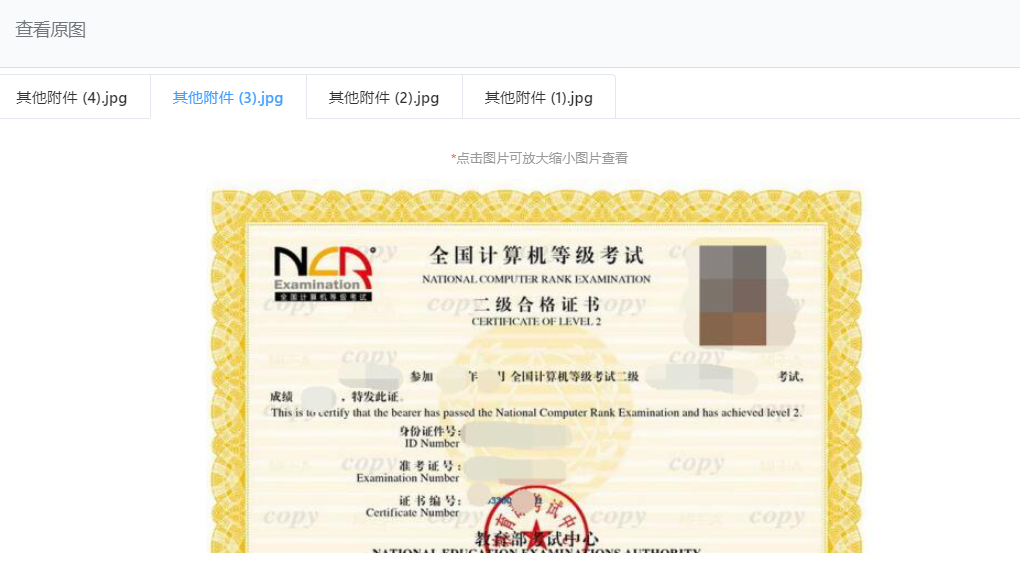 查看原图
其他附件 (4).jpg
其他附件 (3).jpg
其他附件 (2).jpg
其他附件 (1).jpg
*点击图片可放大缩小图片查看
NCR
Examination
全国计算机等级考试
全国计算机等级考试
NATIONAL COMPUTER RANK EXAMINATION
二级合格证书
CERTIFICATE OF LEVEL 2
copy copy
copy copy
参加 年 月 全国计算机等级考试二级 考试,
成绩 ，特发此证。
This is to certify that the bearer has passed the National Computer Rank Examination and has achieved level 2.
身份证件号:
ID Number
copy copy
准考证号:
Examination Number
证书编号:
Certificate Number
copy copy copy
教育部考试中心
NATIONAL EDUCATION EXAMINATIONS AUTHORITY